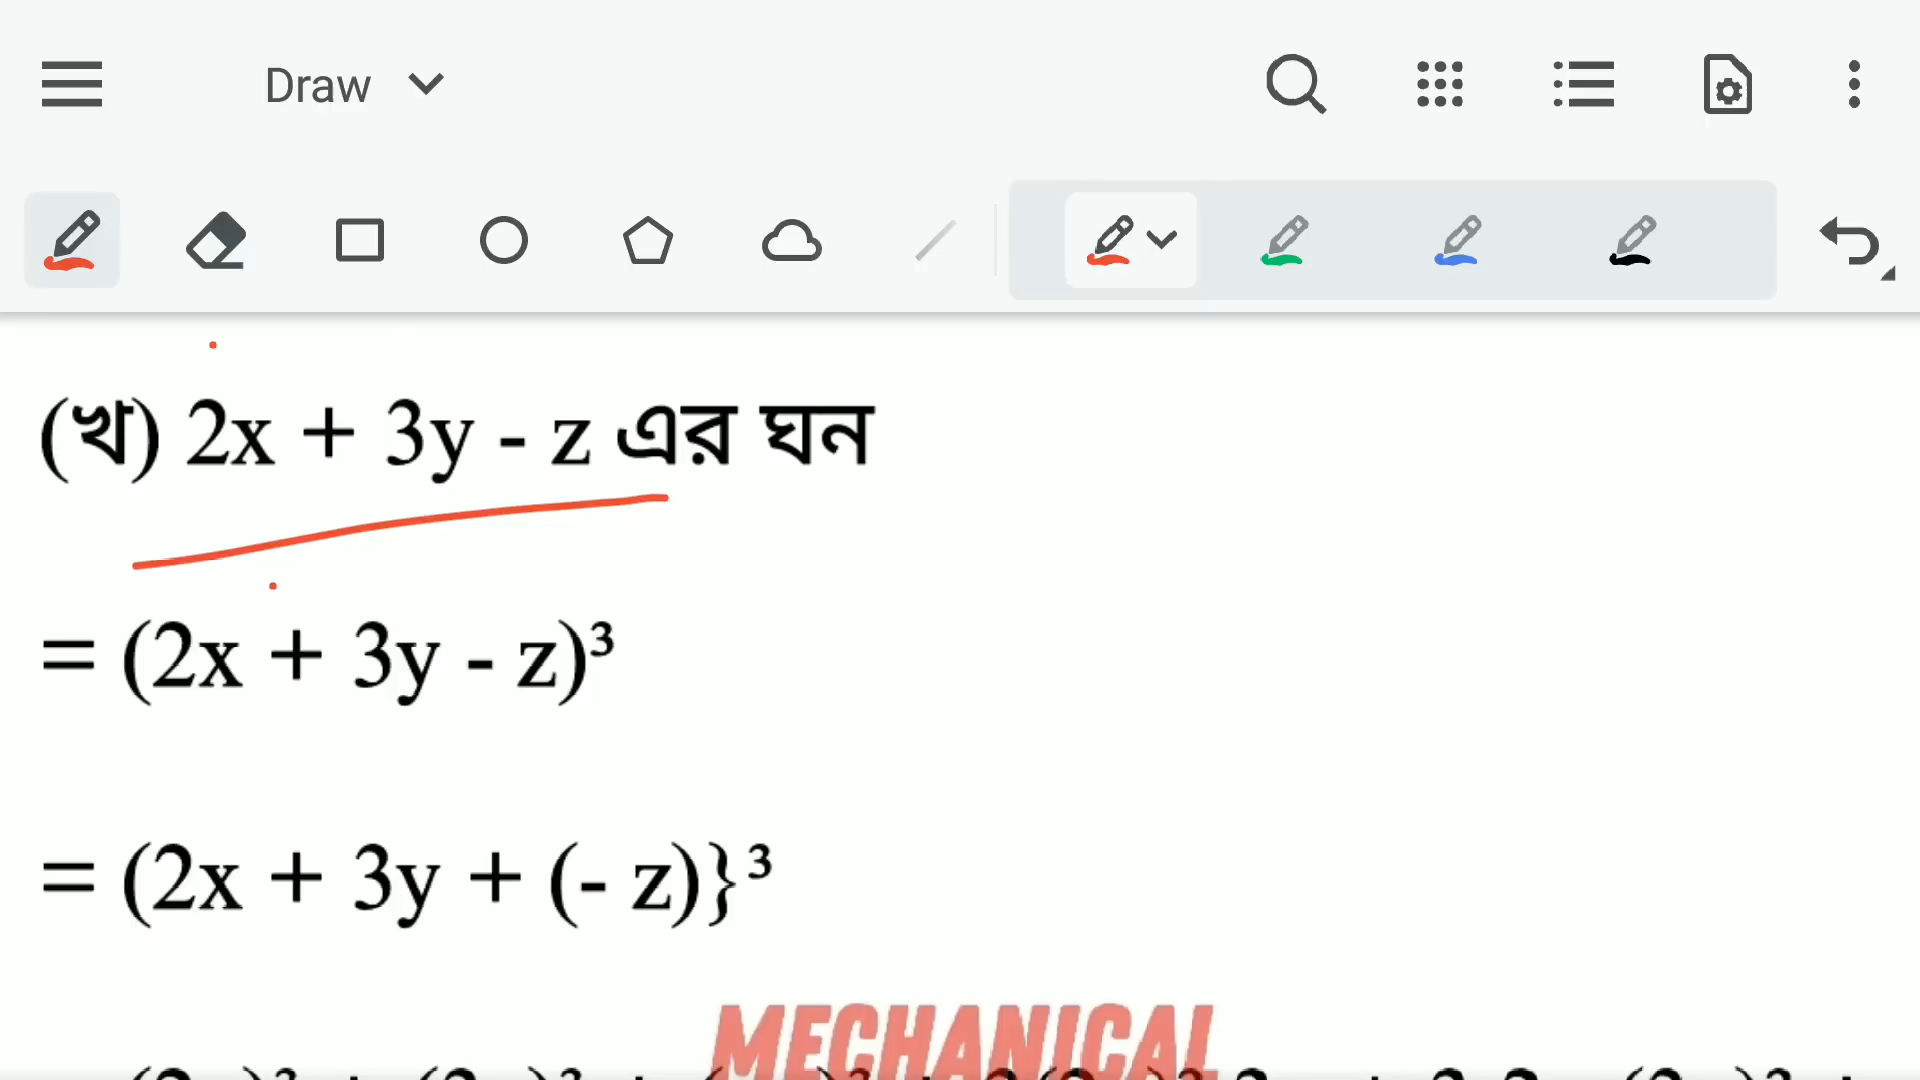 Draw
(খ) 2x + 3y - z এর ঘন
= (2x + 3y - z)³
= (2x + 3y + (- z)}³
MECHANICAL